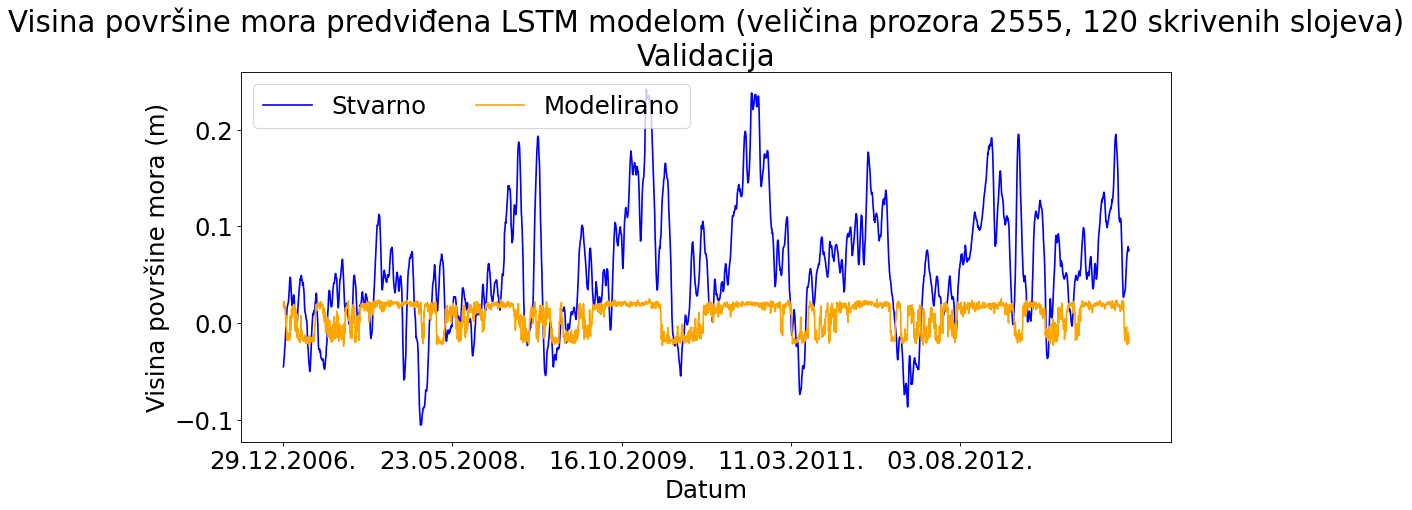 Visina površine mora predviđena LSTM modelom (veličina prozora 2555, 120 skrivenih slojeva)
Validacija
Stvarno Modelirano
Visina površine mora (m)
0.2
0.1
0.0
−0.1
29.12.2006. 23.05.2008. 16.10.2009. 11.03.2011. 03.08.2012.
Datum